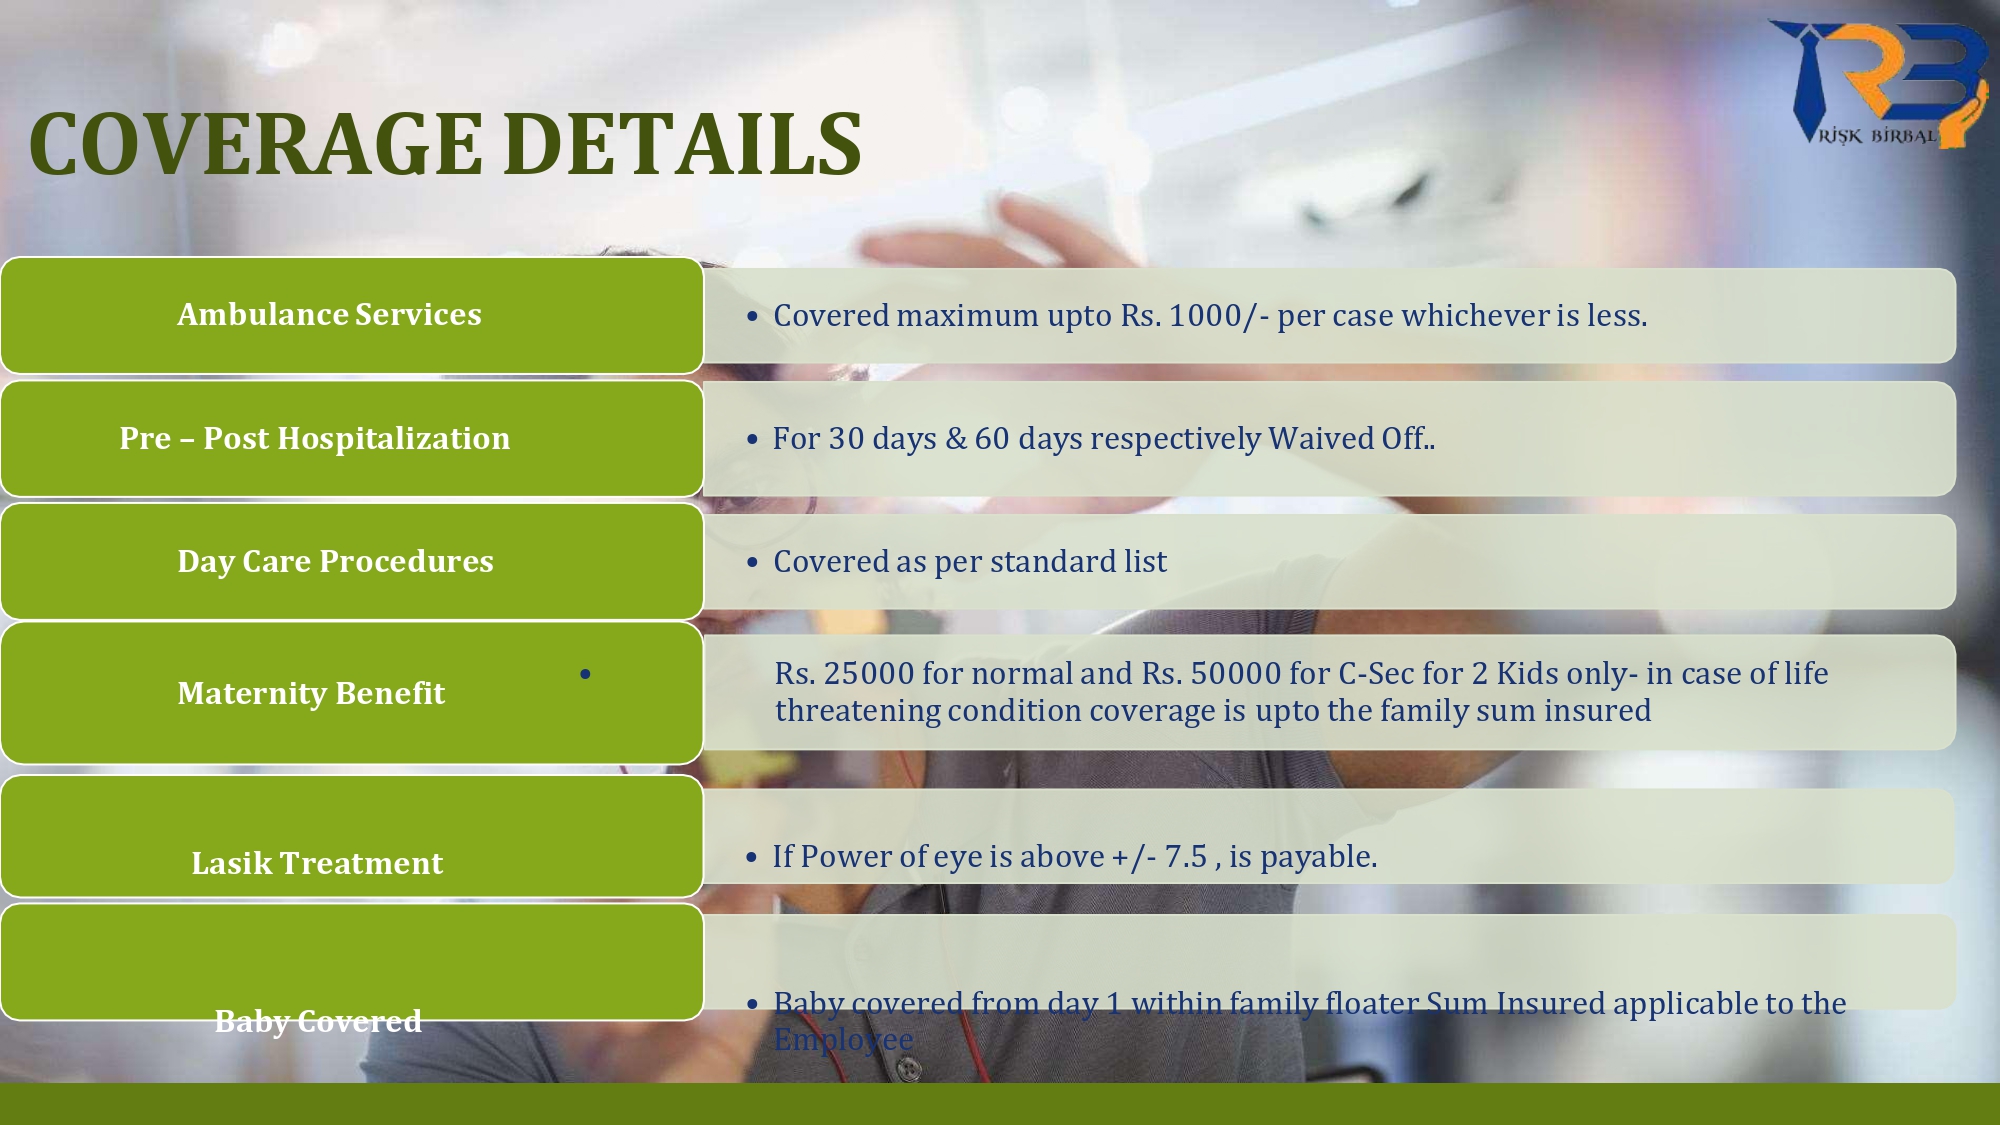 RİŞK BİRBAL
COVERAGE DETAILS
Ambulance Services
• Covered maximum upto Rs. 1000/- per case whichever is less.
Pre – Post Hospitalization
• For 30 days & 60 days respectively Waived Off..
Day Care Procedures
• Covered as per standard list
Maternity Benefit
• Rs. 25000 for normal and Rs. 50000 for C-Sec for 2 Kids only- in case of life
threatening condition coverage is upto the family sum insured
Lasik Treatment
• If Power of eye is above +/- 7.5 , is payable.
Baby Covered
• Baby covered from day 1 within family floater Sum Insured applicable to the
Employee